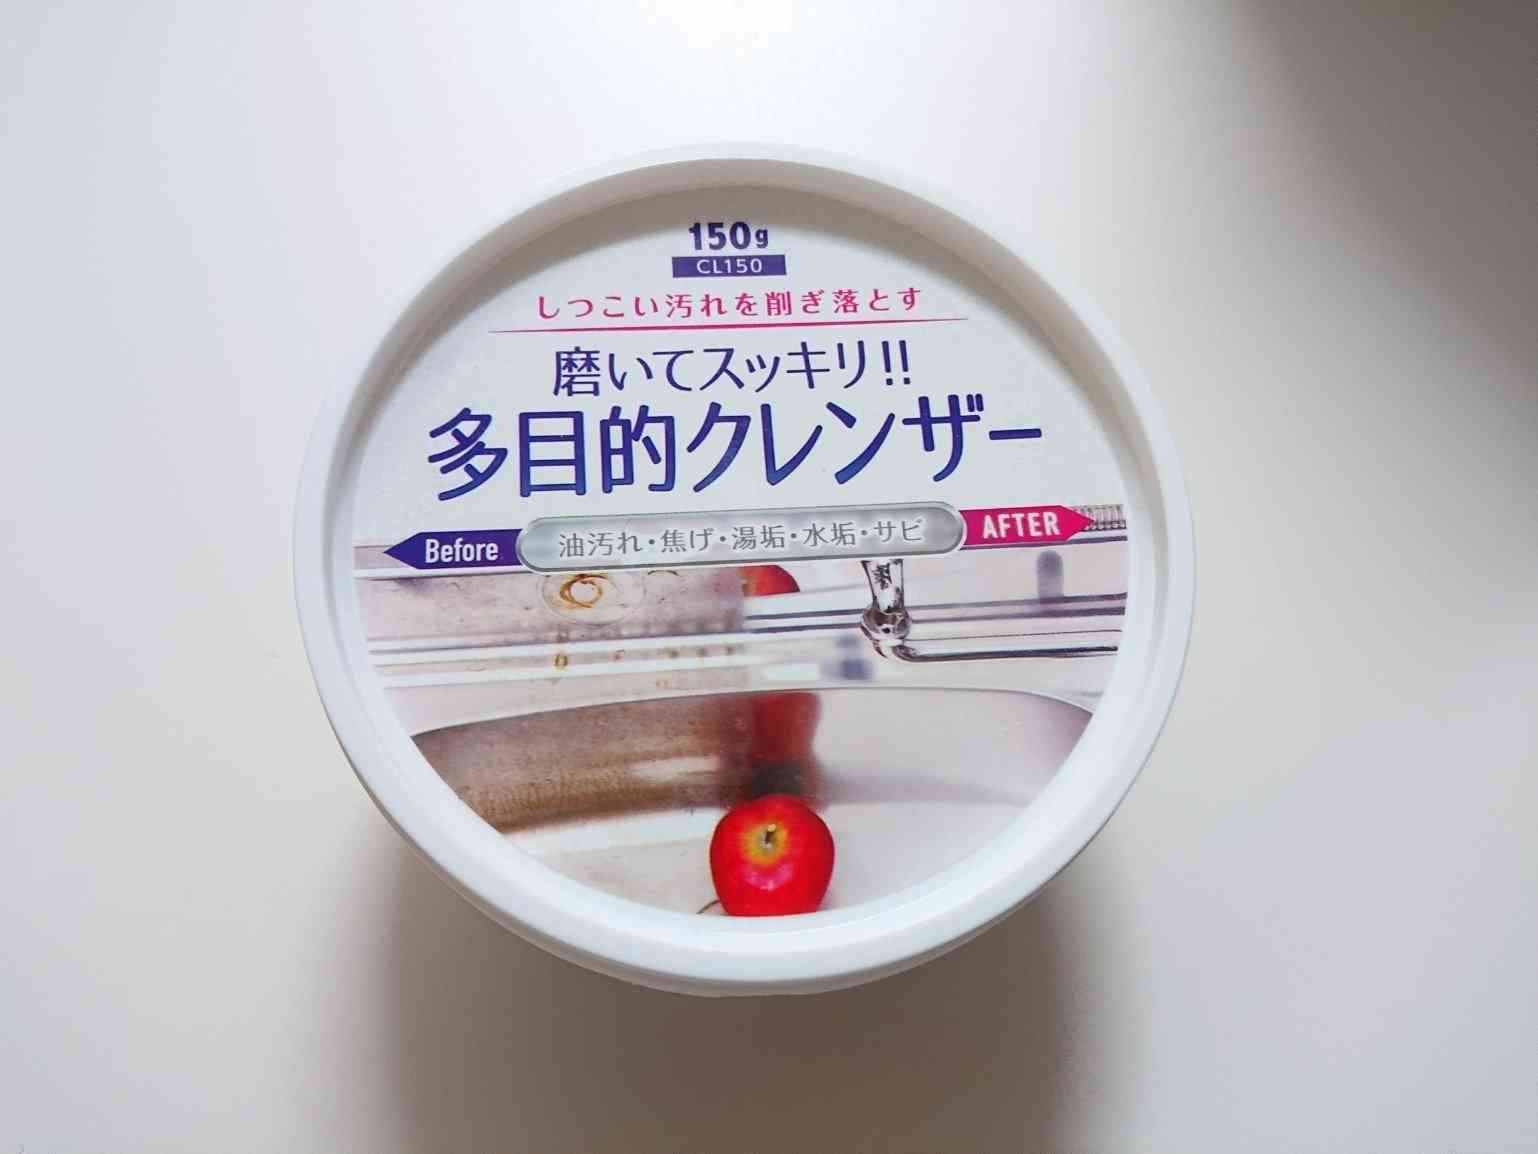 150g
CL150
しつこい汚れを削ぎ落とす
磨いてスッキリ!!
多目的クレンザー
Before 油汚れ・焦げ・湯垢・水垢・サビ AFTER